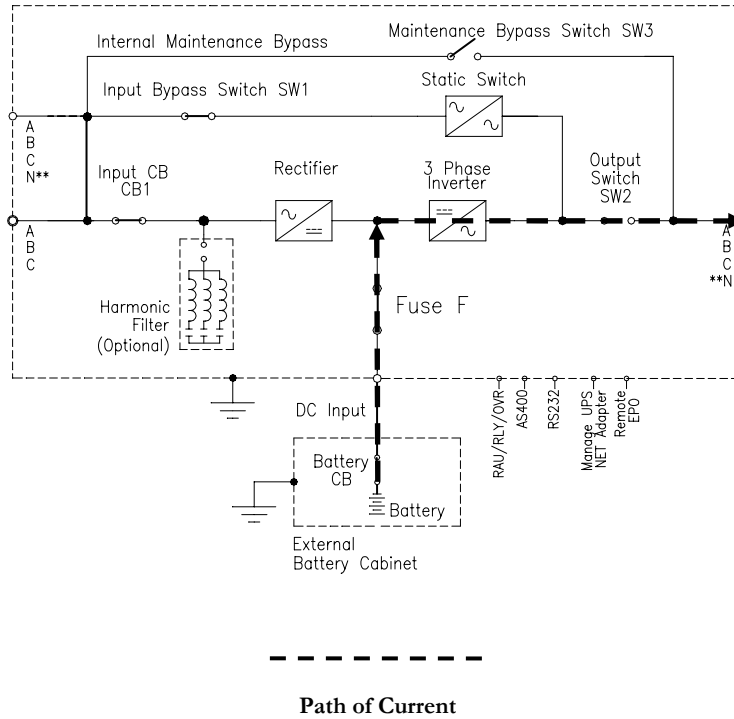 Internal Maintenance Bypass
Maintenance Bypass Switch SW3
Static Switch
Input Bypass Switch SW1
A
B
C
N**
Input CB
CB1
Rectifier
3 Phase
Inverter
Output
Switch
SW2
A
B
C
A
B
C
**N
Harmonic
Filter
(Optional)
Fuse F
DC Input
RAU/RLY/OVR
AS400
RS232
Manage UPS
NET Adapter
Remote
EPO
Battery
CB
Battery
External
Battery Cabinet
Path of Current